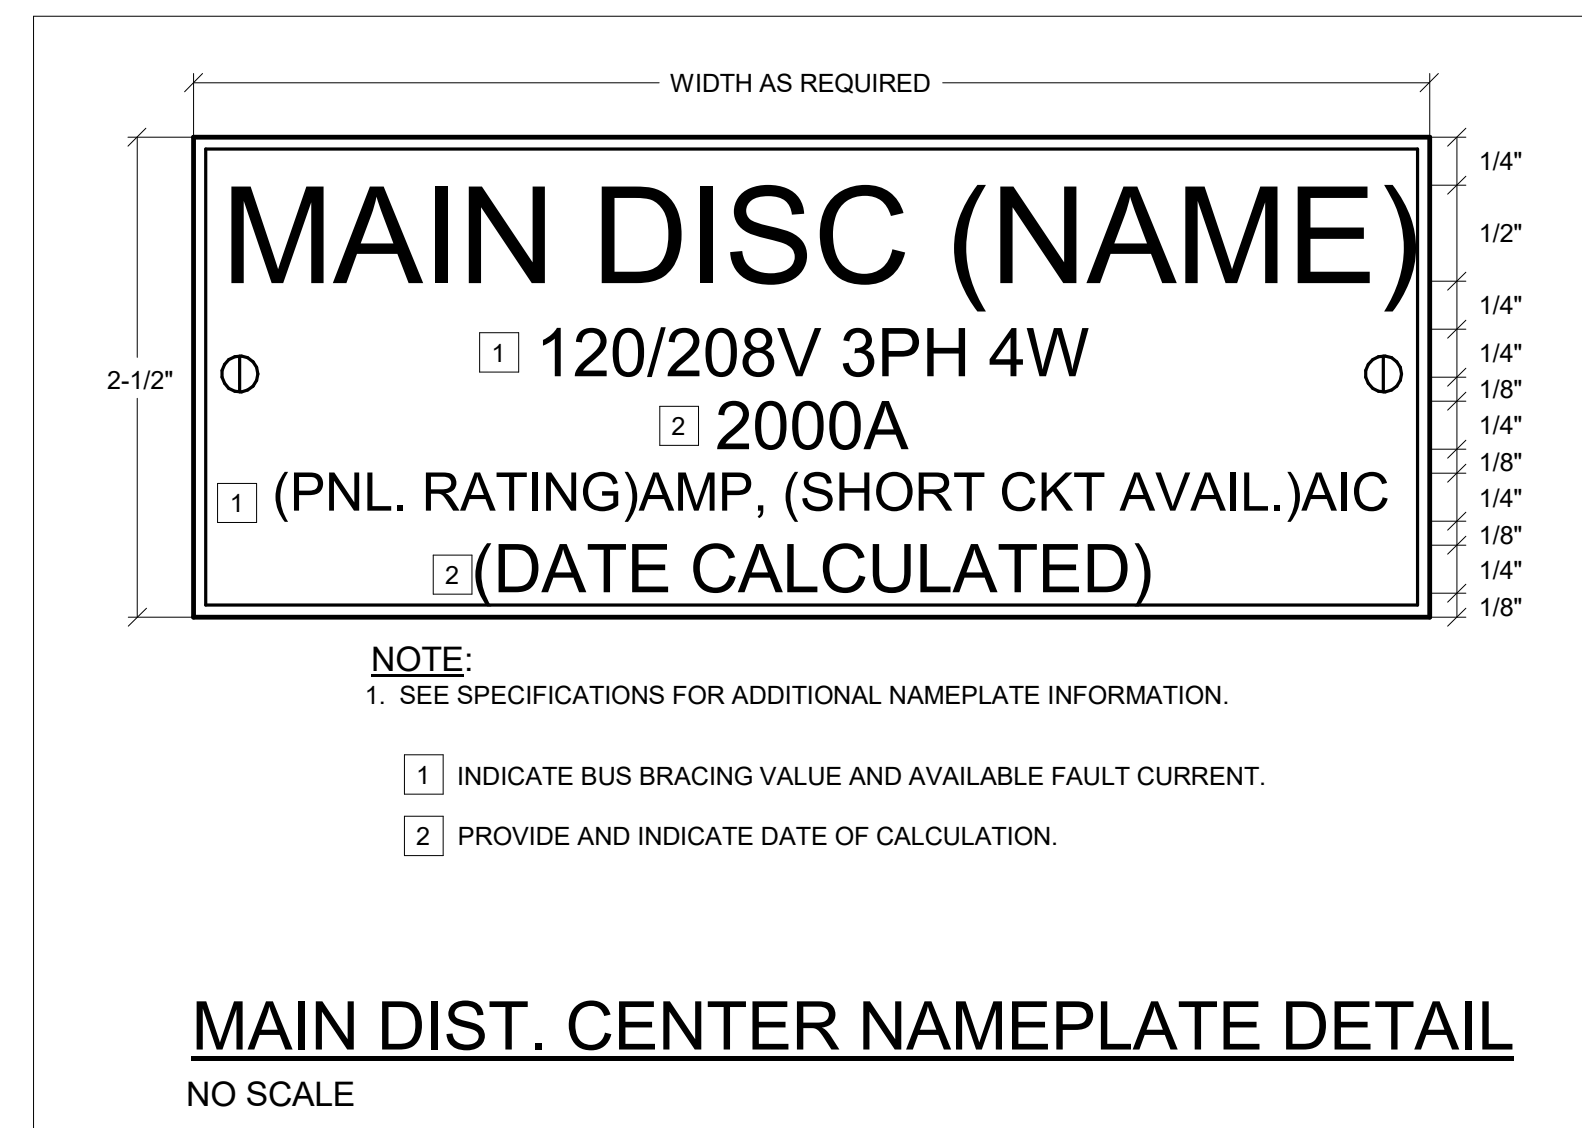 WIDTH AS REQUIRED
2-1/2"
MAIN DISC (NAME)
1 120/208V 3PH 4W
2 2000A
1 (PNL. RATING)AMP, (SHORT CKT AVAIL.)AIC
2 (DATE CALCULATED)
1/4"
1/2"
1/4"
1/4"
1/8"
1/4"
1/8"
1/4"
1/8"
1/4"
1/8"
NOTE:
1. SEE SPECIFICATIONS FOR ADDITIONAL NAMEPLATE INFORMATION.
1 INDICATE BUS BRACING VALUE AND AVAILABLE FAULT CURRENT.
2 PROVIDE AND INDICATE DATE OF CALCULATION.
MAIN DIST. CENTER NAMEPLATE DETAIL
NO SCALE